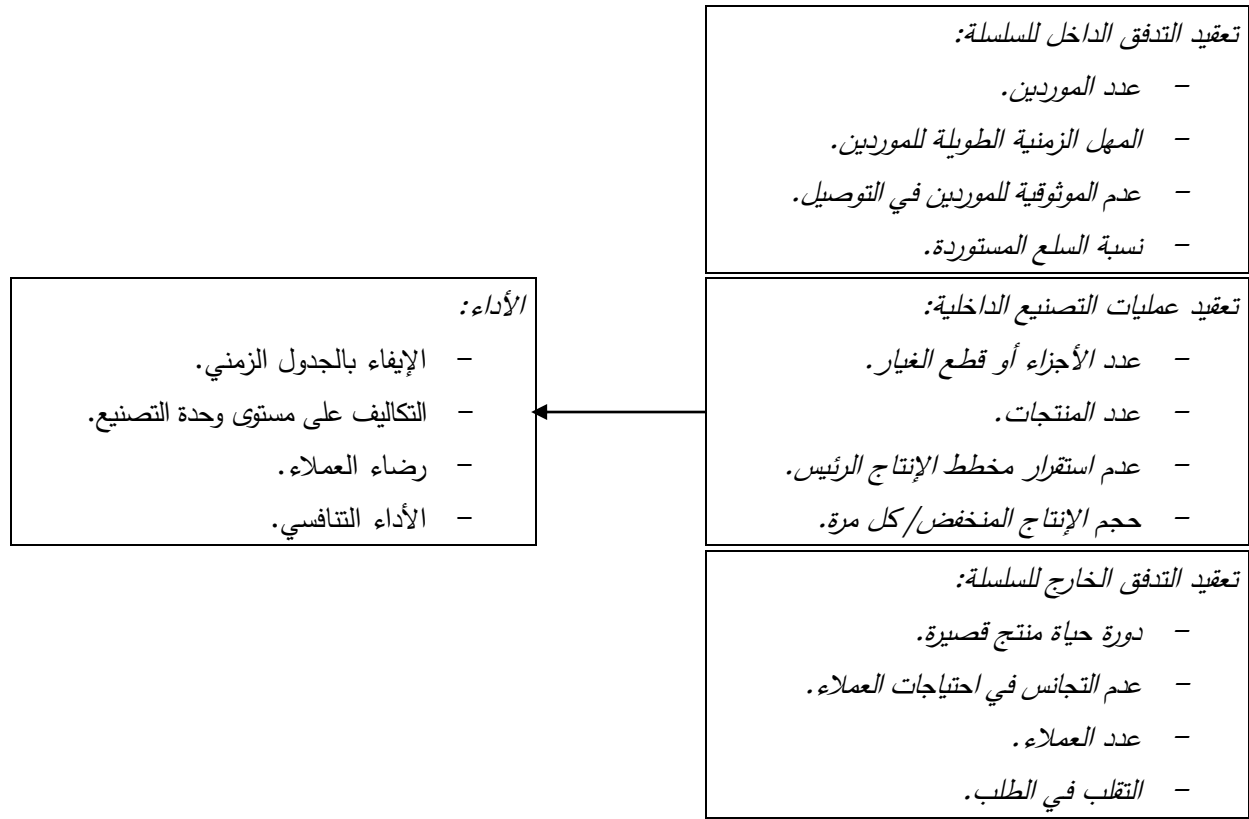 تعقيد التدفق الداخل للسلسلة:
- عدد الموردين.
- المهل الزمنية الطويلة للموردين.
- عدم الموثوقية للموردين في التوصيل.
- نسبة السلع المستوردة.
تعقيد عمليات التصنيع الداخلية:
- عدد الأجزاء أو قطع الغيار.
- عدد المنتجات.
- عدم استقرار مخطط الإنتاج الرئيس.
- حجم الإنتاج المنخفض/كل مرة.
تعقيد التدفق الخارج للسلسلة:
- دورة حياة منتج قصيرة.
- عدم التجانس في احتياجات العملاء.
- عدد العملاء.
- التقلب في الطلب.
الأداء:
- الإيفاء بالجدول الزمني.
- التكاليف على مستوى وحدة التصنيع.
- رضاء العملاء.
- الأداء التنافسي.